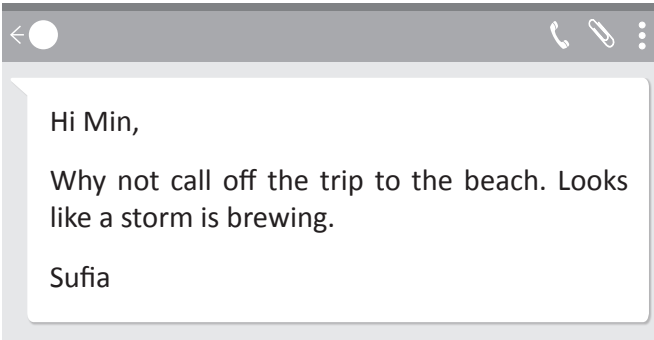 Hi Min,
Why not call off the trip to the beach. Looks
like a storm is brewing.
Sufia